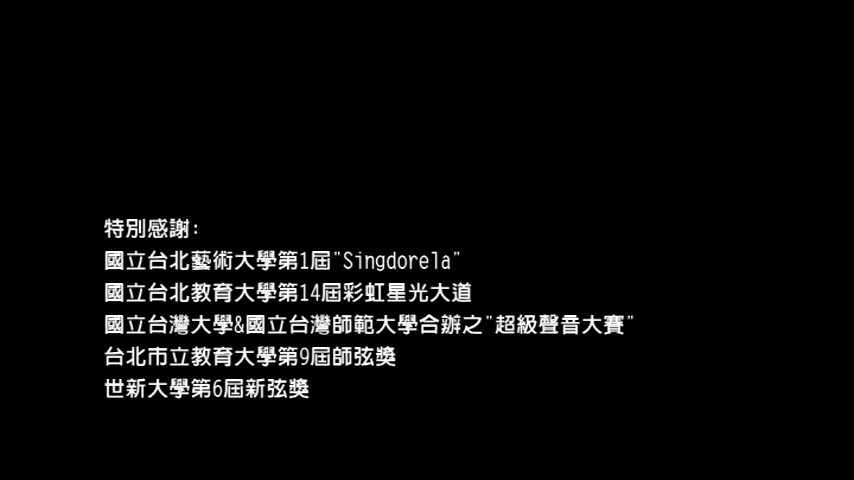 特別感謝:
國立台北藝術大學第1屆"Singdorela"
國立台北教育大學第14屆彩虹星光大道
國立台灣大學&國立台灣師範大學合辦之"超級聲音大賽"
台北市立教育大學第9屆師弦獎
世新大學第6屆新弦獎